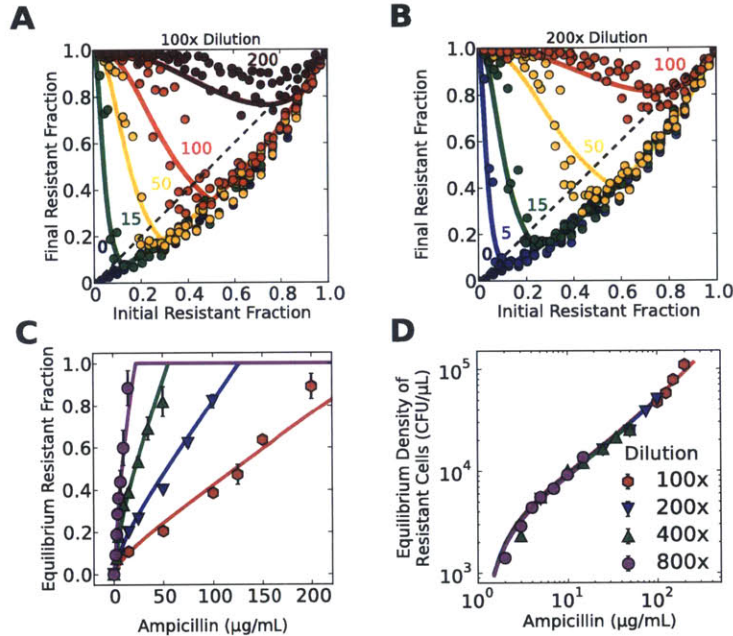 A
100x Dilution
Final Resistant Fraction
1.0
0.8
0.6
0.4
0.2
0
200
100
50
15
0
0 0.2 0.4 0.6 0.8 1.0
Initial Resistant Fraction
B
200x Dilution
Final Resistant Fraction
1.0
0.8
0.6
0.4
0.2
0
100
50
15
5
0
0 0.2 0.4 0.6 0.8 1.0
Initial Resistant Fraction
C
Equilibrium Resistant Fraction
1.0
0.8
0.6
0.4
0.2
0.0
0 50 100 150 200
Ampicillin (μg/mL)
D
Equilibrium Density of
Resistant Cells (CFU/μL)
10⁵
10⁴
10³
Dilution
100x
200x
400x
800x
10⁰ 10¹ 10²
Ampicillin (μg/mL)